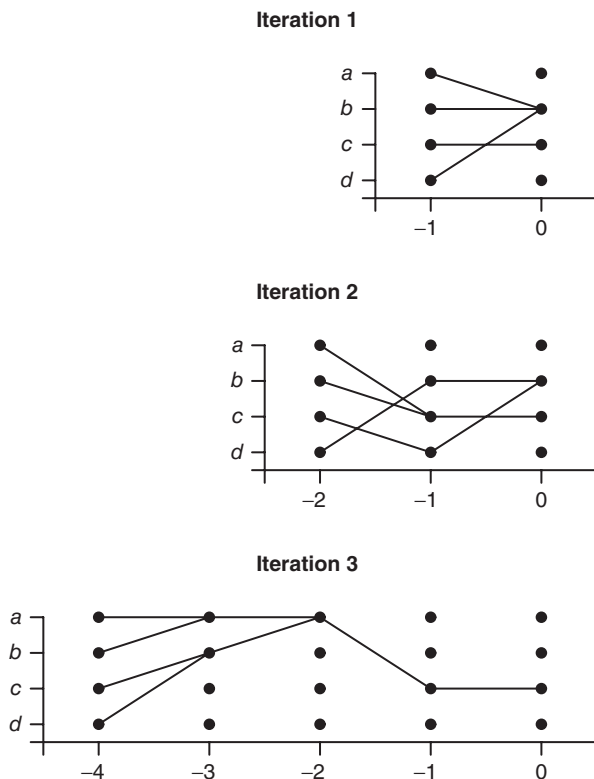 Iteration 1
a
b
c
d
−1 0
Iteration 2
a
b
c
d
−2 −1 0
Iteration 3
a
b
c
d
−4 −3 −2 −1 0